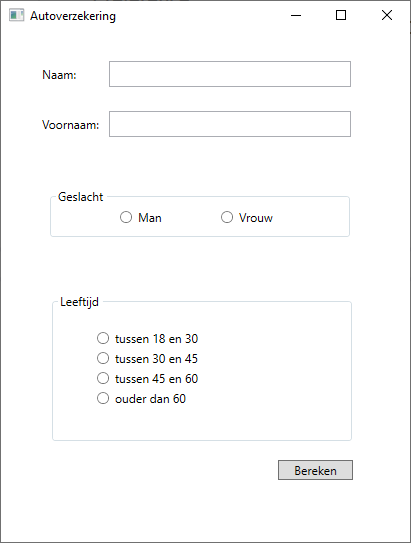 Autoverzekering
Naam:
Voornaam:
Geslacht
Man Vrouw
Leeftijd
tussen 18 en 30
tussen 30 en 45
tussen 45 en 60
ouder dan 60
Bereken